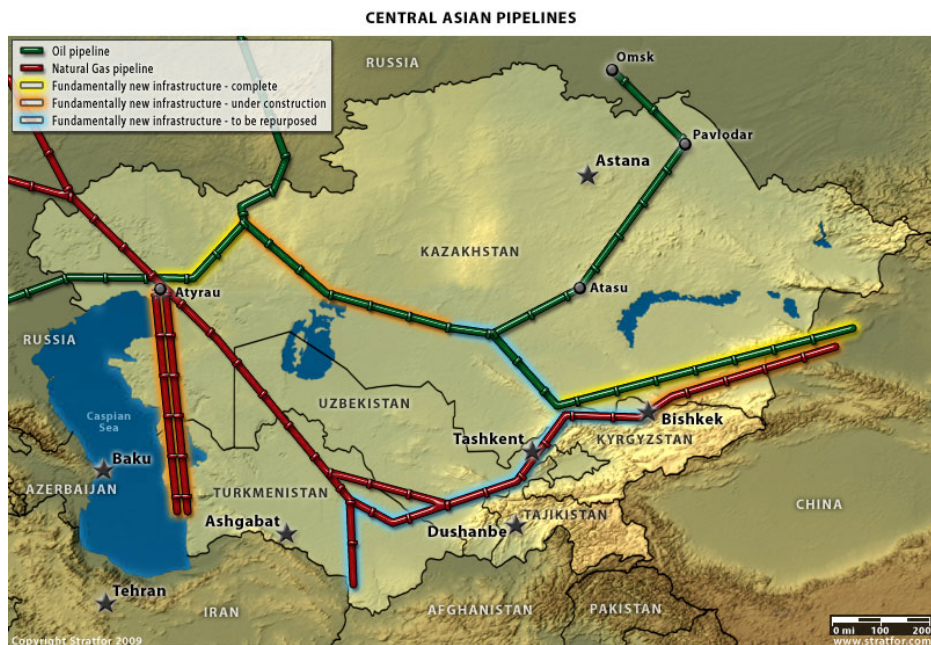 CENTRAL ASIAN PIPELINES
Oil pipeline
Natural Gas pipeline
Fundamentally new infrastructure - complete
Fundamentally new infrastructure - under construction
Fundamentally new infrastructure - to be repurposed
RUSSIA
Omsk
Pavlodar
Astana
KAZAKHSTAN
Atyrau
Atasu
RUSSIA
UZBEKISTAN
Caspian
Sea
Bishkek
Tashkent
KYRGYZSTAN
Baku
AZERBAIJAN
TURKMENISTAN
CHINA
Ashgabat
Dushanbe
TAJIKISTAN
Tehran
IRAN
AFGHANISTAN
PAKISTAN
0 mi 100 200
Copyright Stratfor 2009
www.stratfor.com